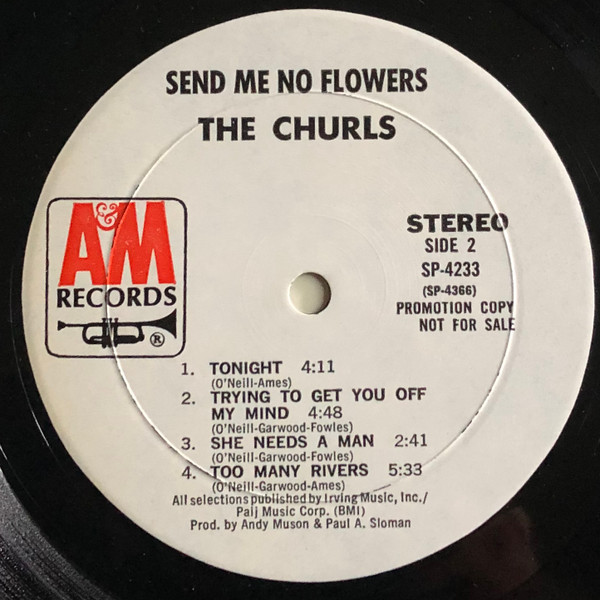 SEND ME NO FLOWERS
THE CHURLS
A&M
RECORDS
®
STEREO
SIDE 2
SP-4233
(SP-4366)
PROMOTION COPY
NOT FOR SALE
1. TONIGHT 4:11
(O'Neill-Ames)
2. TRYING TO GET YOU OFF
MY MIND 4:48
(O'Neill-Garwood-Fowles)
3. SHE NEEDS A MAN 2:41
(O'Neill-Garwood-Fowles)
4. TOO MANY RIVERS 5:33
(O'Neill-Garwood-Ames)
All selections published by Irving Music, Inc./
Palj Music Corp. (BMI)
Prod. by Andy Muson & Paul A. Sloman